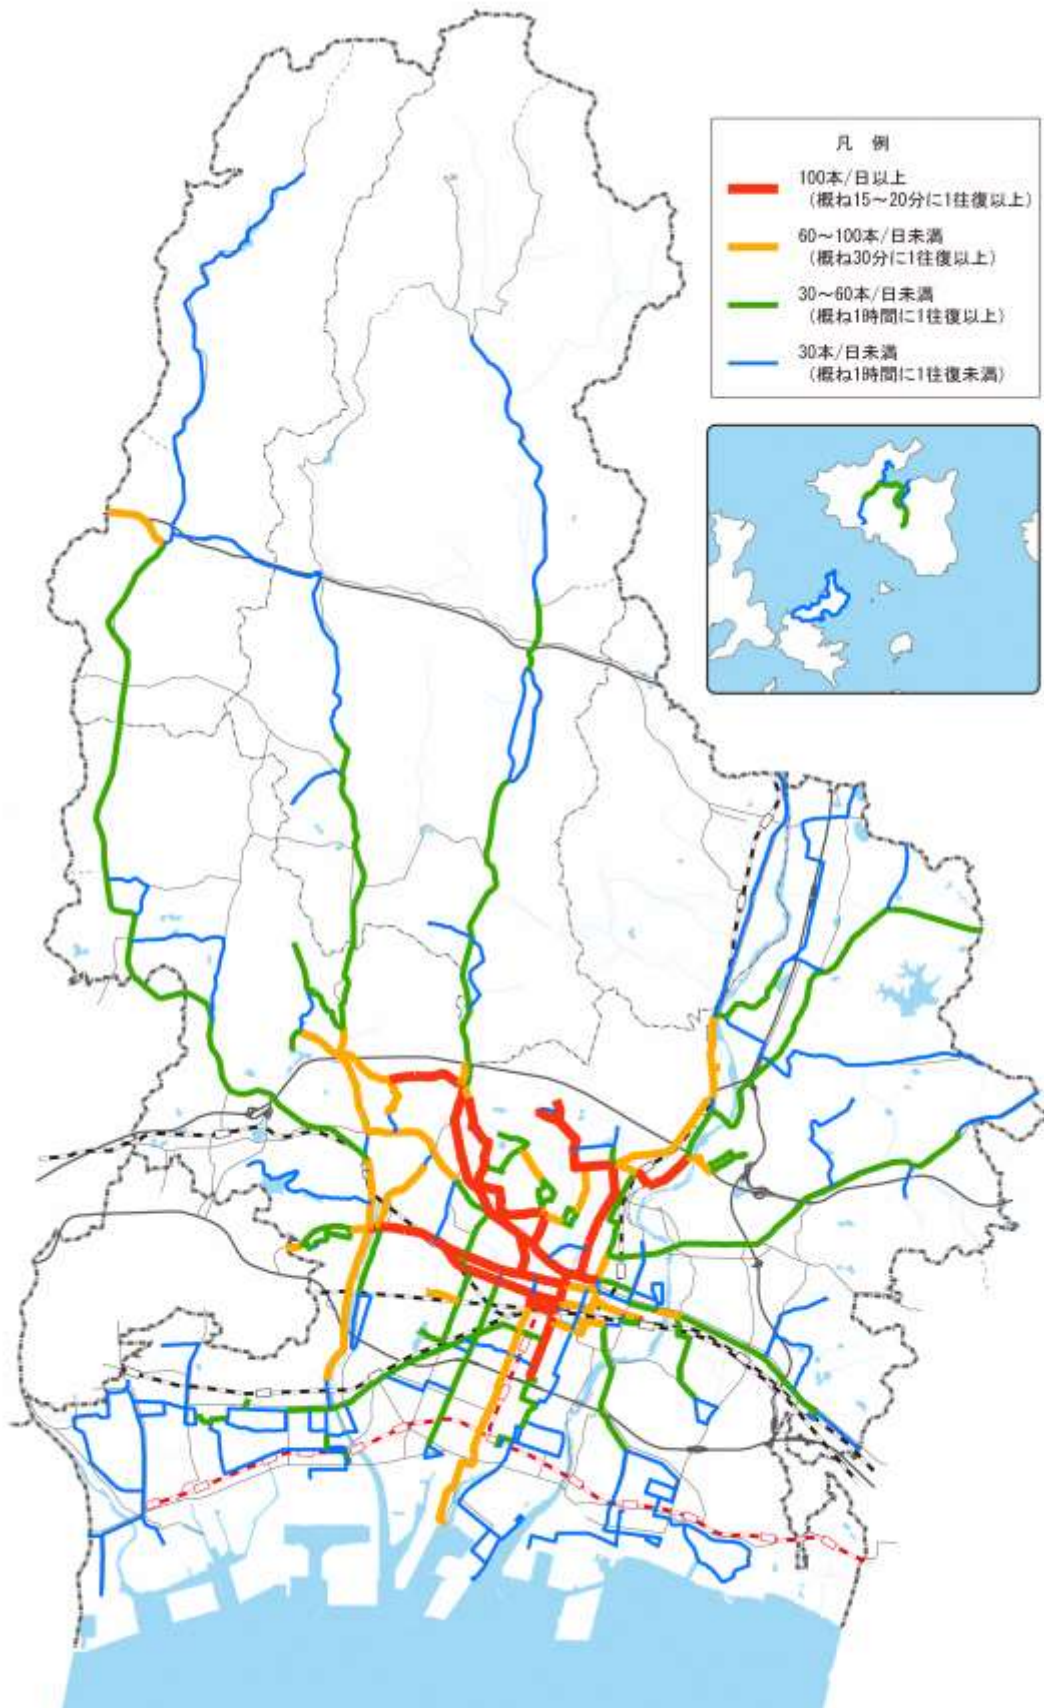 凡 例
100本/日以上
(概ね15~20分に1往復以上)
60~100本/日未満
(概ね30分に1往復以上)
30~60本/日未満
(概ね1時間に1往復以上)
30本/日未満
(概ね1時間に1往復未満)